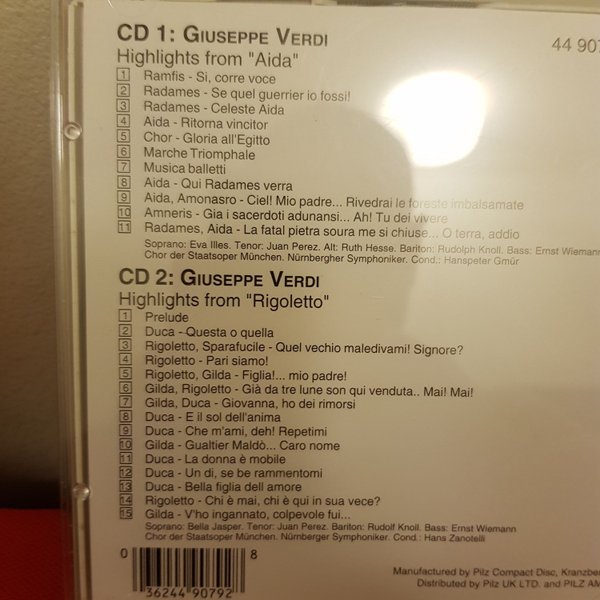 CD 1: GIUSEPPE VERDI
44 907
Highlights from "Aida"
1 Ramfis - Si, corre voce
2 Radames - Se quel guerrier io fossi!
3 Radames - Celeste Aida
4 Aida - Ritorna vincitor
5 Chor - Gloria all'Egitto
6 Marche Triomphale
7 Musica balletti
8 Aida - Qui Radames verra
9 Aida, Amonasro - Ciel! Mio padre... Rivedrai le foreste imbalsamate
10 Amneris - Gia i sacerdoti adunansi... Ah! Tu dei vivere
11 Radames, Aida - La fatal pietra soura me si chiuse... O terra, addio
Soprano: Eva Illes. Tenor: Juan Perez. Alt: Ruth Hesse. Bariton: Rudolph Knoll. Bass: Ernst Wiemann
Chor der Staatsoper München. Nürnbergher Symphoniker. Cond.: Hanspeter Gmür
CD 2: GIUSEPPE VERDI
Highlights from "Rigoletto"
1 Prelude
2 Duca - Questa o quella
3 Rigoletto, Sparafucile - Quel vechio maledivami! Signore?
4 Rigoletto - Pari siamo!
5 Rigoletto, Gilda - Figlia!... mio padre!
6 Gilda, Rigoletto - Già da tre lune son qui venduta.. Mai! Mai!
7 Gilda, Duca - Giovanna, ho dei rimorsi
8 Duca - E il sol dell'anima
9 Duca - Che m'ami, deh! Repetimi
10 Gilda - Gualtier Maldò... Caro nome
11 Duca - La donna è mobile
12 Duca - Un di, se be rammentomi
13 Duca - Bella figlia dell amore
14 Rigoletto - Chi è mai, chi è qui in sua vece?
15 Gilda - V'ho ingannato, colpevole fui...
Soprano: Bella Jasper. Tenor: Juan Perez. Bariton: Rudolf Knoll. Bass: Ernst Wiemann
Chor der Staatsoper München. Nürnberger Symphoniker. Cond.: Hans Zanotelli
0 36244 90792 8
Manufactured by Pilz Compact Disc, Kranzber
Distributed by Pilz UK LTD. and PILZ AM